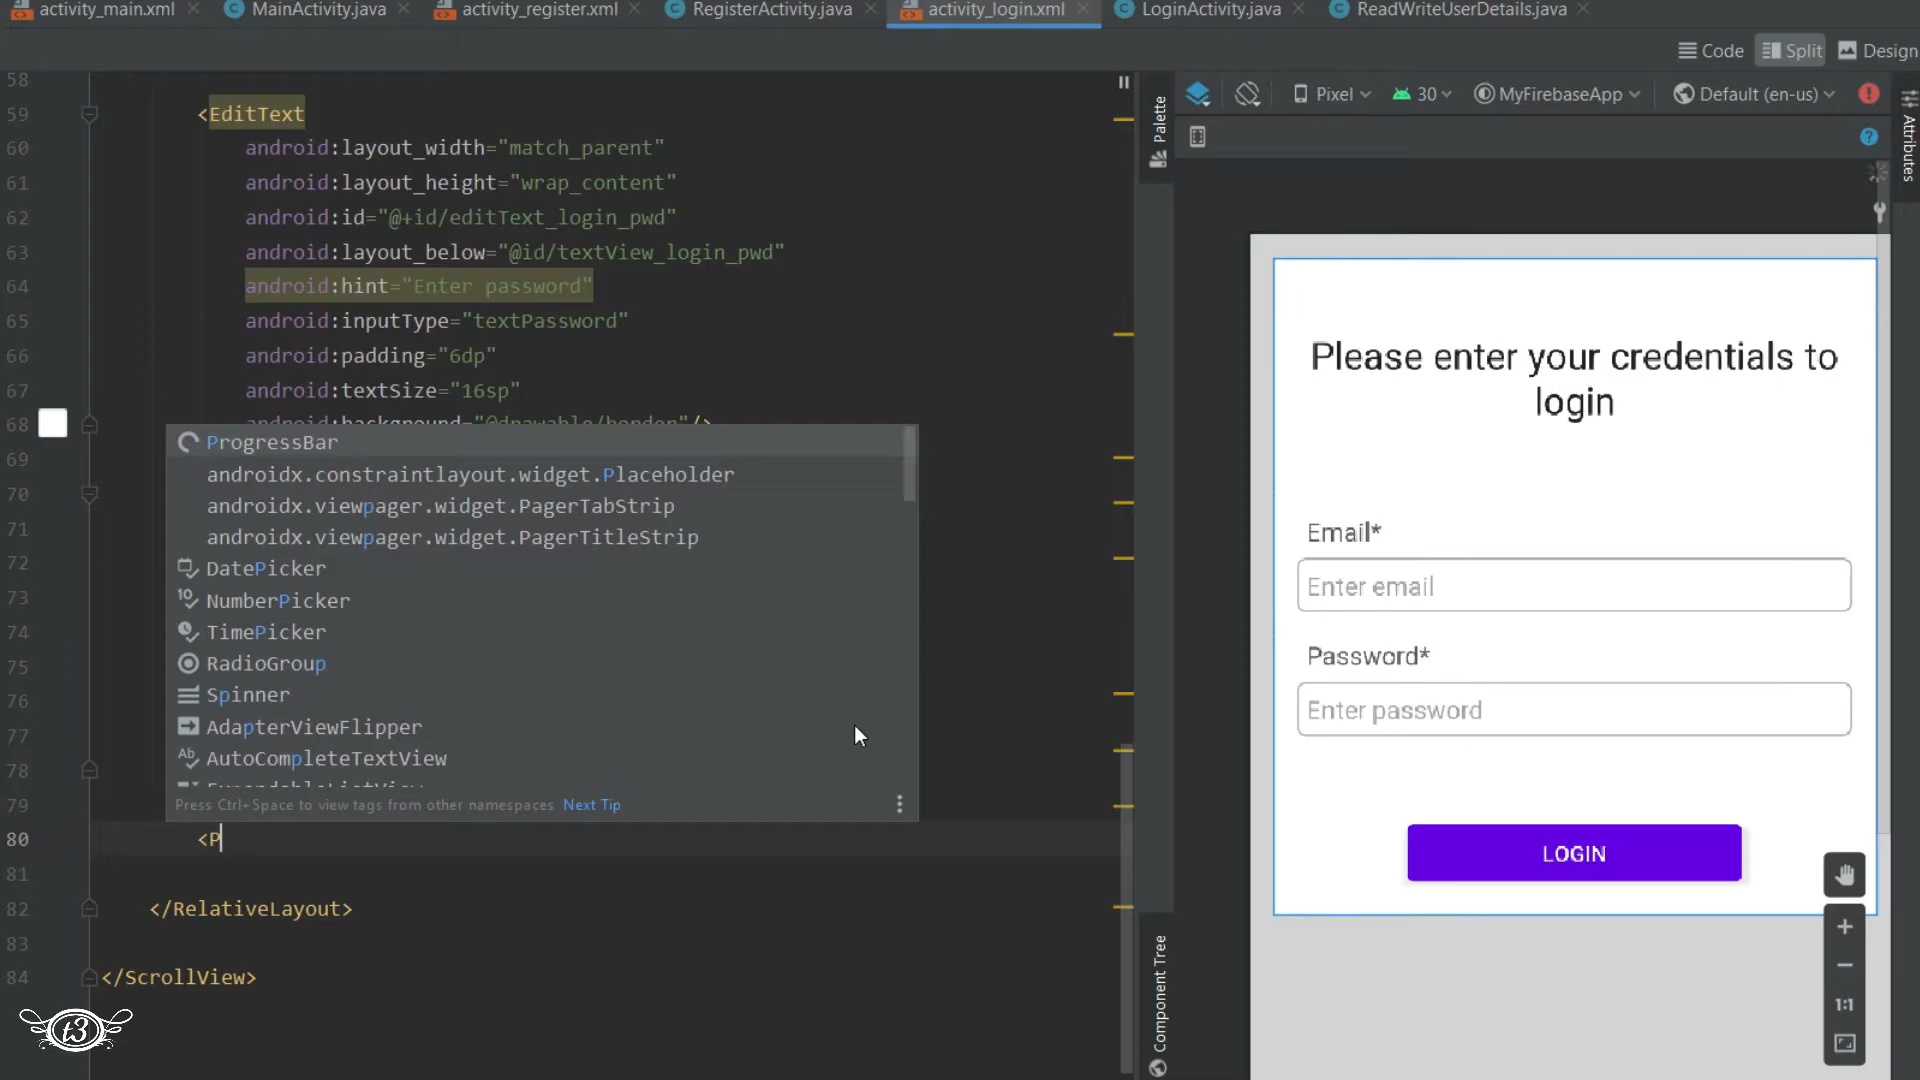 activity_main.xml
MainActivity.java
activity_register.xml
RegisterActivity.java
activity_login.xml
LoginActivity.java
ReadWriteUserDetails.java
Code
Split
Design
58
59 <EditText
60 android:layout_width="match_parent"
61 android:layout_height="wrap_content"
62 android:id="@+id/editText_login_pwd"
63 android:layout_below="@id/textView_login_pwd"
64 android:hint="Enter password"
65 android:inputType="textPassword"
66 android:padding="6dp"
67 android:textSize="16sp"
68 android:background="@drawable/border"/>
69
70
71
72
73
74
75
76
77
78
79
ProgressBar
androidx.constraintlayout.widget.Placeholder
androidx.viewpager.widget.PagerTabStrip
androidx.viewpager.widget.PagerTitleStrip
DatePicker
NumberPicker
TimePicker
RadioGroup
Spinner
AdapterViewFlipper
AutoCompleteTextView
ExpandableListView
Press Ctrl+Space to view tags from other namespaces Next Tip
80 <P
81
82 </RelativeLayout>
83
84 </ScrollView>
t3
Palette
Component Tree
Pixel
30
MyFirebaseApp
Default (en-us)
Attributes
Please enter your credentials to
login
Email*
Enter email
Password*
Enter password
LOGIN
1:1